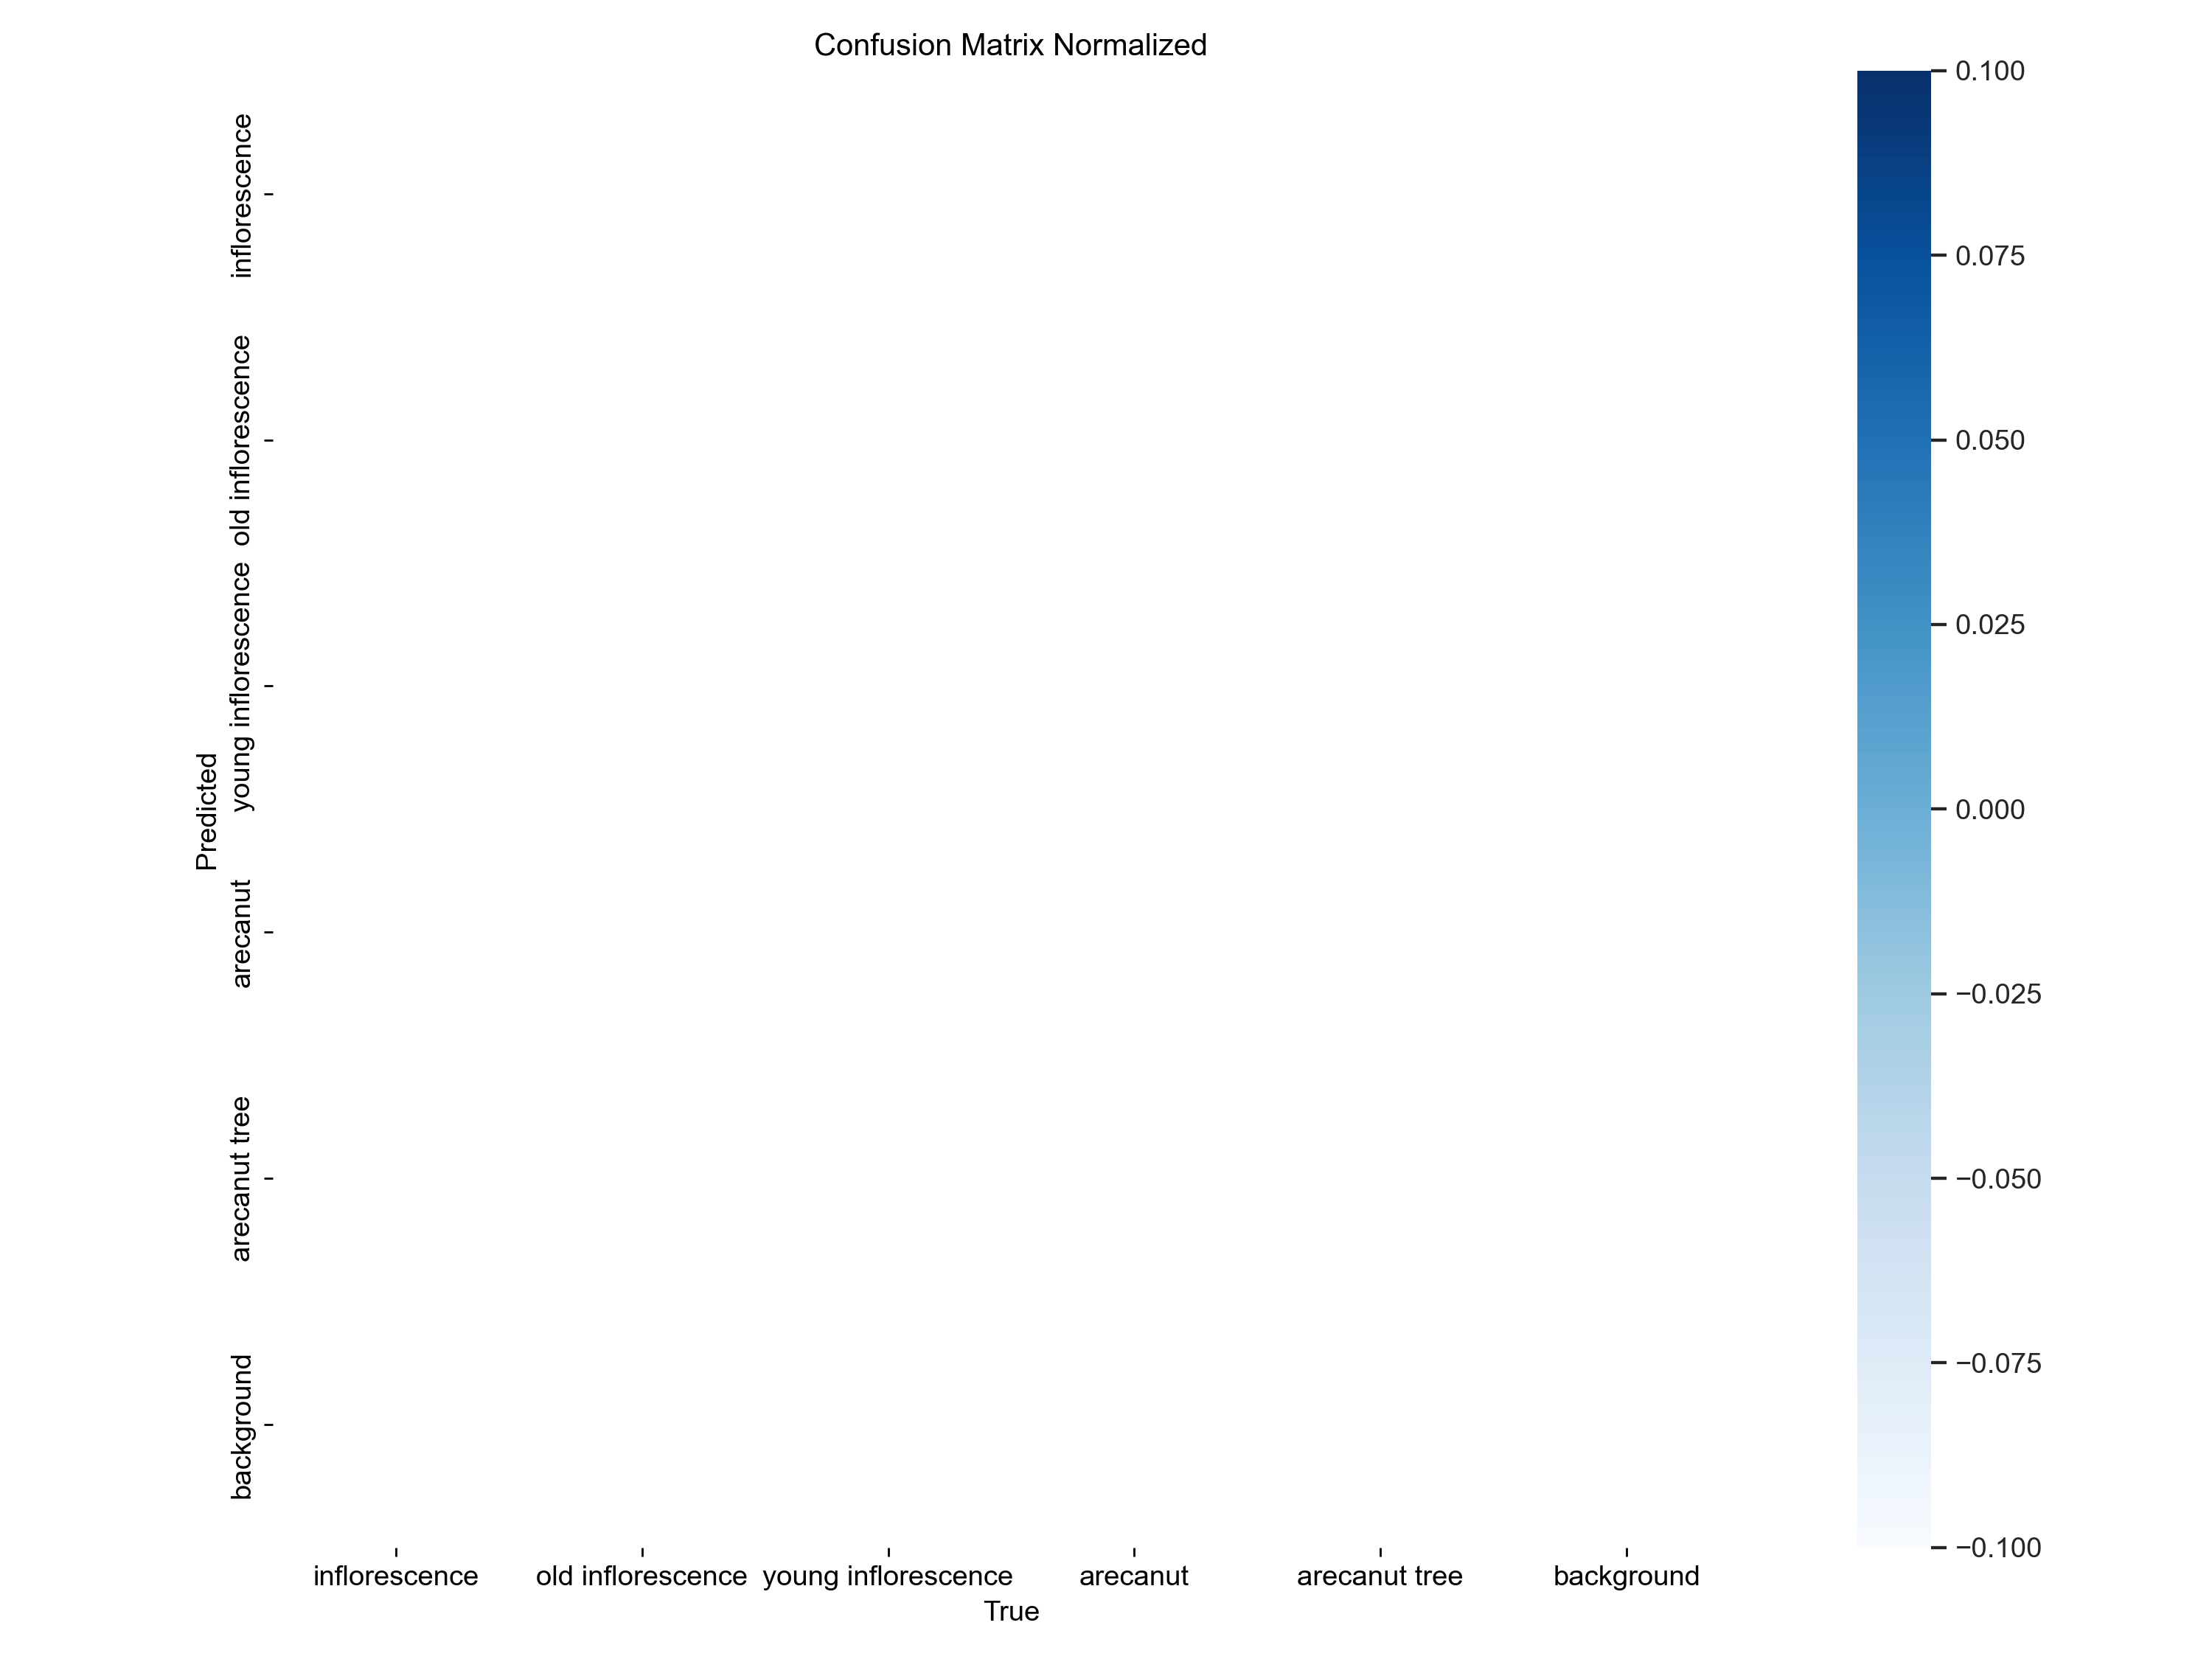 Confusion Matrix Normalized
Predicted
inflorescence
old inflorescence
young inflorescence
arecanut
arecanut tree
background
inflorescence
old inflorescence
young inflorescence
arecanut
arecanut tree
background
True
0.100
0.075
0.050
0.025
0.000
−0.025
−0.050
−0.075
−0.100